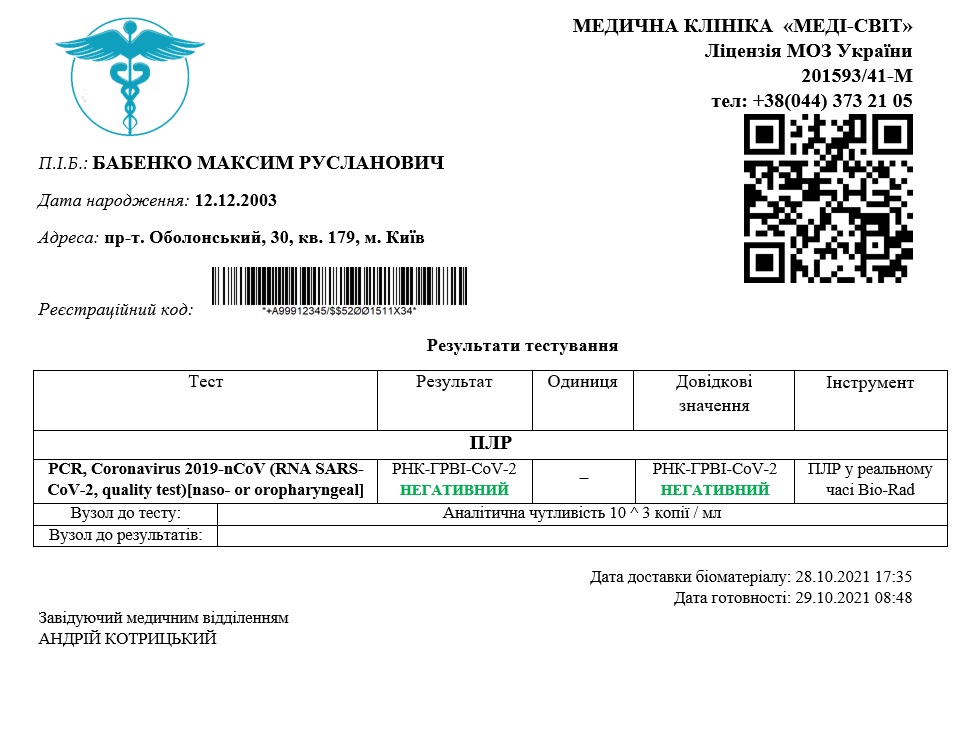 МЕДИЧНА КЛІНІКА «МЕДІ-СВІТ»
Ліцензія МОЗ України
201593/41-М
тел: +38(044) 373 21 05
П.І.Б.: БАБЕНКО МАКСИМ РУСЛАНОВИЧ
Дата народження: 12.12.2003
Адреса: пр-т. Оболонський, 30, кв. 179, м. Київ
Реєстраційний код:
*+A99912345/$$52ØØ1511X34*
Результати тестування
Тест Результат Одиниця Довідкові значення Інструмент
ПЛР
PCR, Coronavirus 2019-nCoV (RNA SARS- РНК-ГРВІ-CoV-2 – РНК-ГРВІ-CoV-2 ПЛР у реальному
CoV-2, quality test)[naso- or oropharyngeal] НЕГАТИВНИЙ НЕГАТИВНИЙ часі Bio-Rad
Вузол до тесту: Аналітична чутливість 10 ^ 3 копії / мл
Вузол до результатів:
Дата доставки біоматеріалу: 28.10.2021 17:35
Дата готовності: 29.10.2021 08:48
Завідуючий медичним відділенням
АНДРІЙ КОТРИЦЬКИЙ